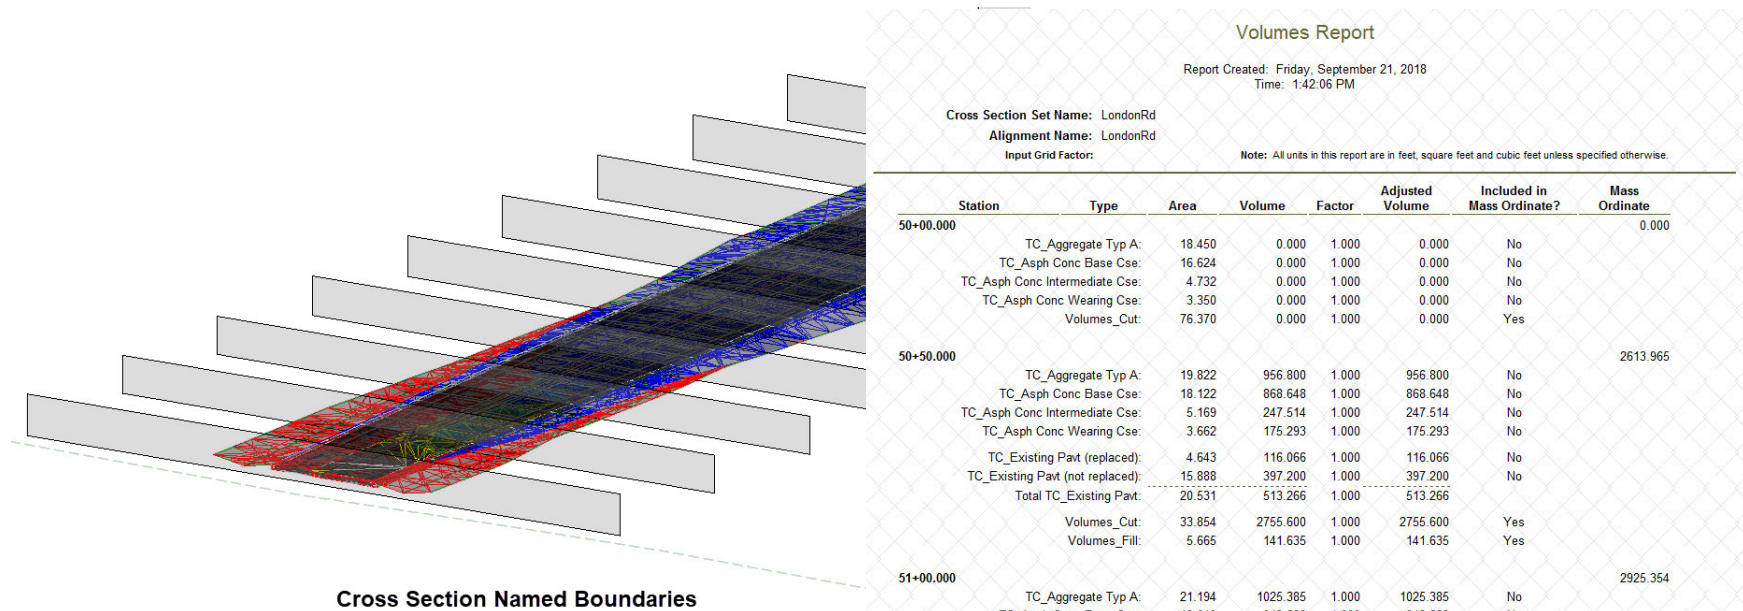 Cross Section Named Boundaries
Volumes Report
Report Created: Friday, September 21, 2018
Time: 1:42:06 PM
Cross Section Set Name: LondonRd
Alignment Name: LondonRd
Input Grid Factor: Note: All units in this report are in feet, square feet and cubic feet unless specified otherwise.
Station Type Area Volume Factor Adjusted Volume Included in Mass Ordinate? Mass Ordinate
50+00.000 0.000
TC_Aggregate Typ A: 18.450 0.000 1.000 0.000 No
TC_Asph Conc Base Cse: 16.624 0.000 1.000 0.000 No
TC_Asph Conc Intermediate Cse: 4.732 0.000 1.000 0.000 No
TC_Asph Conc Wearing Cse: 3.350 0.000 1.000 0.000 No
Volumes_Cut: 76.370 0.000 1.000 0.000 Yes
50+50.000 2613.965
TC_Aggregate Typ A: 19.822 956.800 1.000 956.800 No
TC_Asph Conc Base Cse: 18.122 868.648 1.000 868.648 No
TC_Asph Conc Intermediate Cse: 5.169 247.514 1.000 247.514 No
TC_Asph Conc Wearing Cse: 3.662 175.293 1.000 175.293 No
TC_Existing Pavt (replaced): 4.643 116.066 1.000 116.066 No
TC_Existing Pavt (not replaced): 15.888 397.200 1.000 397.200 No
Total TC_Existing Pavt: 20.531 513.266 1.000 513.266
Volumes_Cut: 33.854 2755.600 1.000 2755.600 Yes
Volumes_Fill: 5.665 141.635 1.000 141.635 Yes
51+00.000 2925.354
TC_Aggregate Typ A: 21.194 1025.385 1.000 1025.385 No